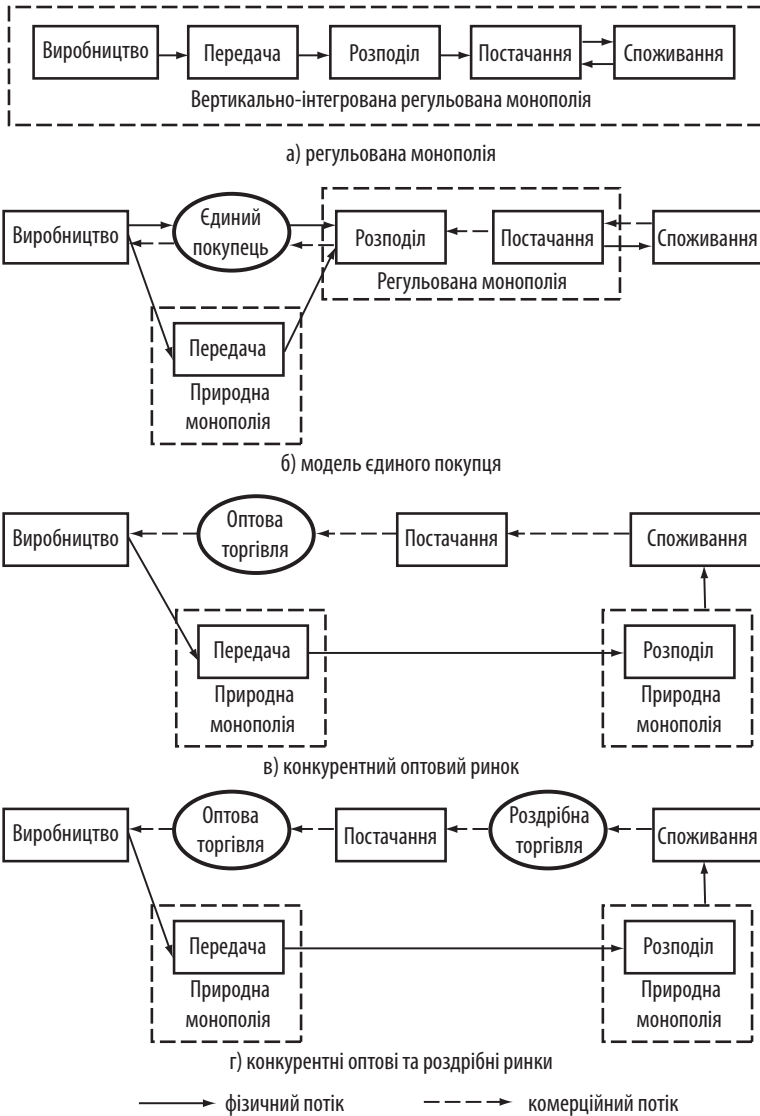 Виробництво
Передача
Розподіл
Постачання
Споживання
Вертикально-інтегрована регульована монополія
а) регульована монополія
Виробництво
Єдиний
покупець
Розподіл
Постачання
Споживання
Регульована монополія
Передача
Природна
монополія
б) модель єдиного покупця
Виробництво
Оптова
торгівля
Постачання
Споживання
Передача
Природна
монополія
Розподіл
Природна
монополія
в) конкурентний оптовий ринок
Виробництво
Оптова
торгівля
Постачання
Роздрібна
торгівля
Споживання
Передача
Природна
монополія
Розподіл
Природна
монополія
г) конкурентні оптові та роздрібні ринки
фізичний потік
комерційний потік